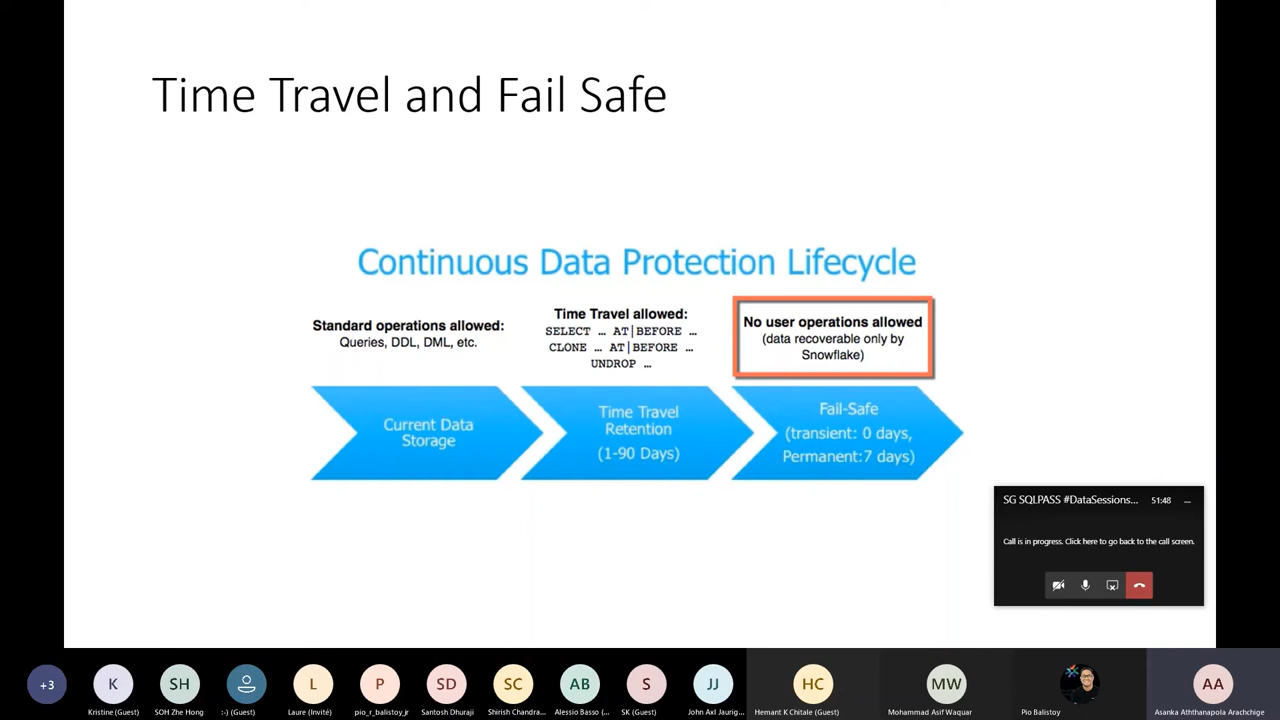 Time Travel and Fail Safe
Continuous Data Protection Lifecycle
Standard operations allowed:
Queries, DDL, DML, etc.
Time Travel allowed:
SELECT … AT|BEFORE …
CLONE … AT|BEFORE …
UNDROP …
No user operations allowed
(data recoverable only by
Snowflake)
Current Data
Storage
Time Travel
Retention
(1-90 Days)
Fail-Safe
(transient: 0 days,
Permanent:7 days)
SG SQLPASS #DataSessions...
51:48
...
Call is in progress. Click here to go back to the call screen.
+3
K
SH
L
P
SD
SC
AB
S
JJ
HC
MW
AA
Kristine (Guest)
SOH Zhe Hong
:-) (Guest)
Laure (Invité)
pio_r_balistoy_jr
Santosh Dhuraji
Shirish Chandra...
Alessio Basso (...
SK (Guest)
John Axl Jaurig...
Hemant K Chitale (Guest)
Mohammad Asif Waquar
Pio Balistoy
Asanka Aththanapola Arachchige